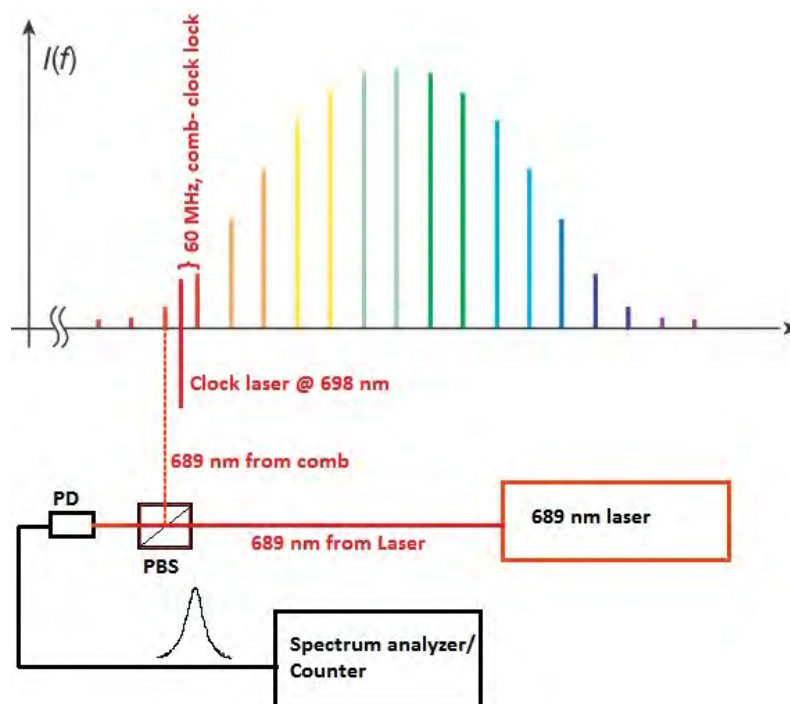 I(f)
} 60 MHz, comb- clock lock
Clock laser @ 698 nm
689 nm from comb
PD
689 nm laser
689 nm from Laser
PBS
Spectrum analyzer/
Counter